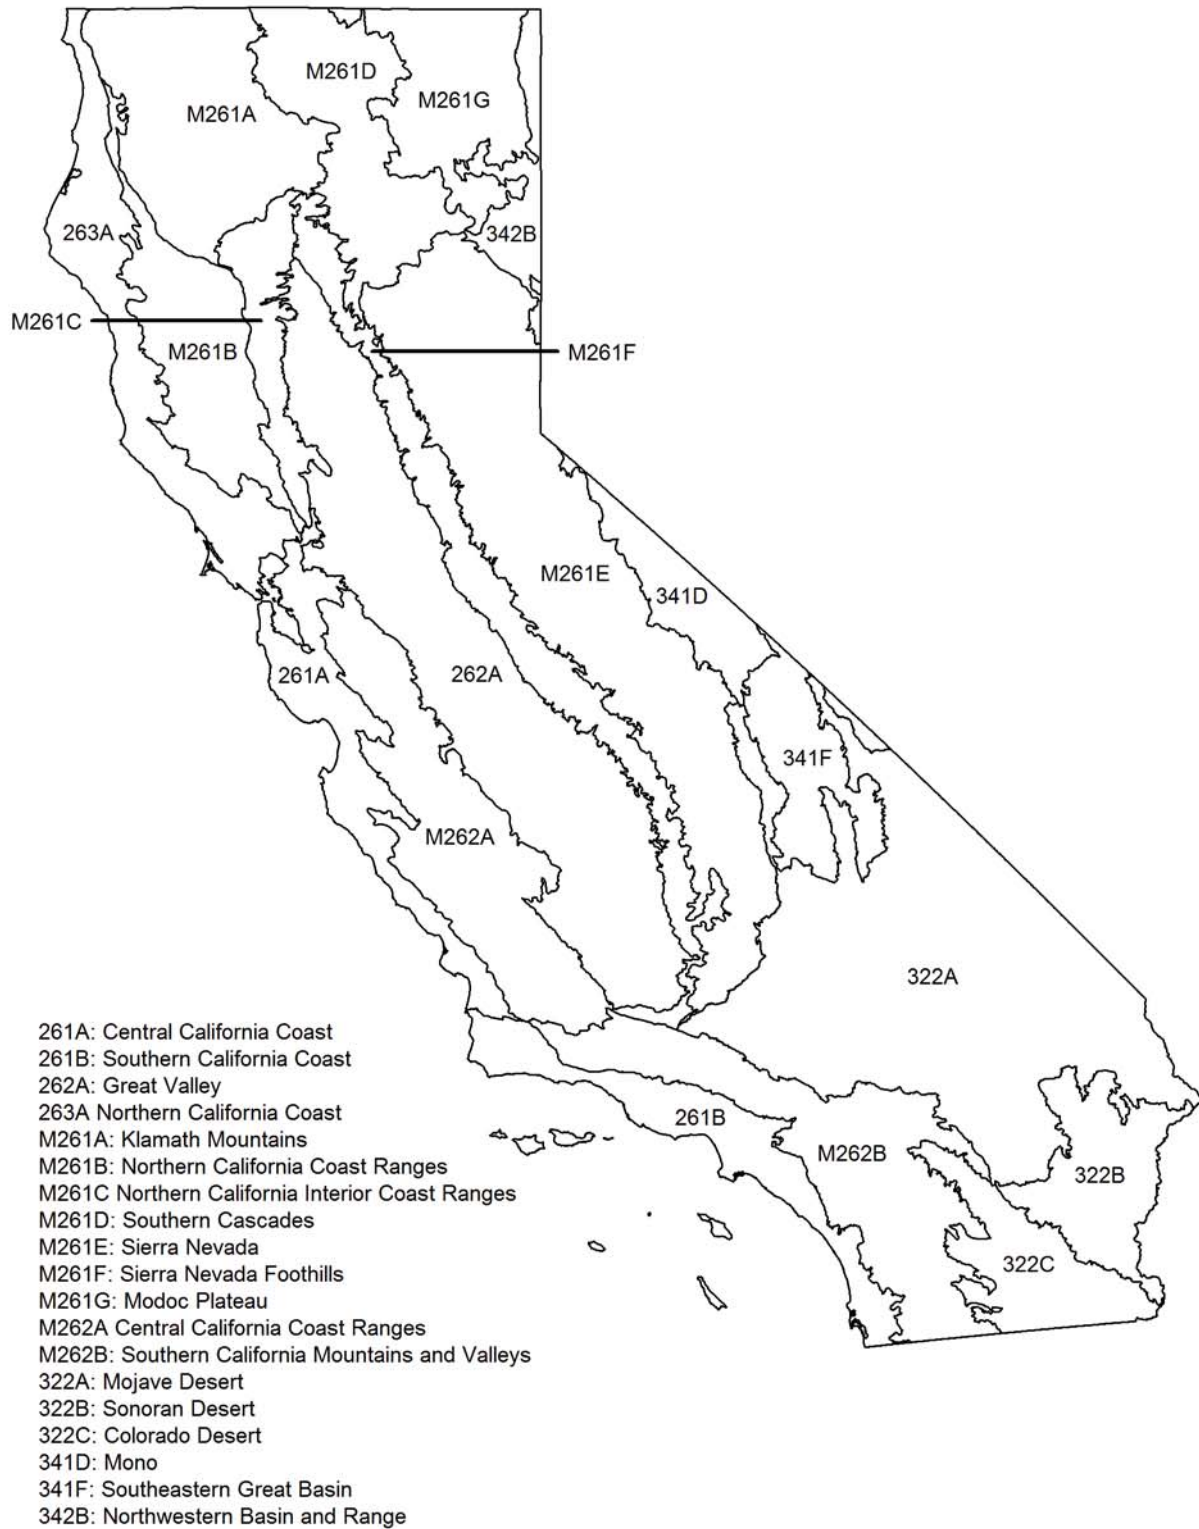 M261D
M261G
M261A
263A
342B
M261C
M261B
M261F
M261E
341D
261A
262A
341F
M262A
322A
261B
M262B
322B
322C
261A: Central California Coast
261B: Southern California Coast
262A: Great Valley
263A Northern California Coast
M261A: Klamath Mountains
M261B: Northern California Coast Ranges
M261C Northern California Interior Coast Ranges
M261D: Southern Cascades
M261E: Sierra Nevada
M261F: Sierra Nevada Foothills
M261G: Modoc Plateau
M262A Central California Coast Ranges
M262B: Southern California Mountains and Valleys
322A: Mojave Desert
322B: Sonoran Desert
322C: Colorado Desert
341D: Mono
341F: Southeastern Great Basin
342B: Northwestern Basin and Range